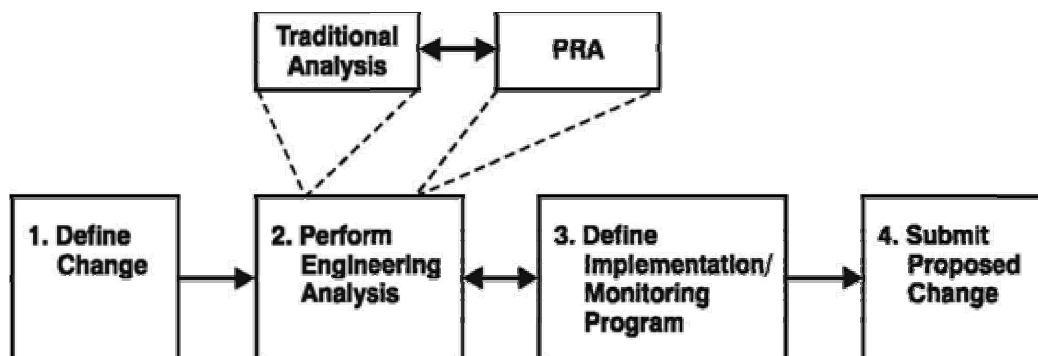 Traditional
Analysis
PRA
1. Define
Change
2. Perform
Engineering
Analysis
3. Define
Implementation/
Monitoring
Program
4. Submit
Proposed
Change